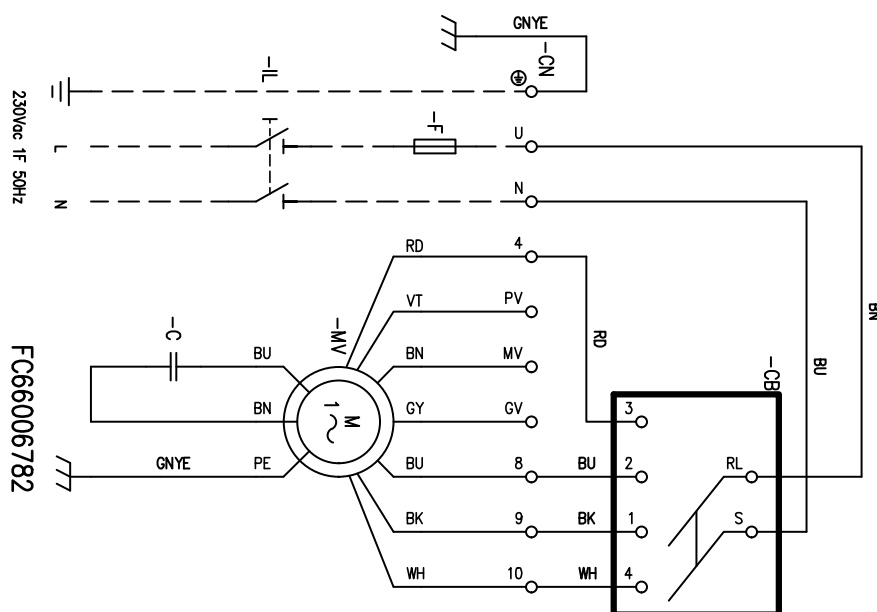 GNYE
-CN
-IL
230Vac 1F 50Hz
L
-F
U
N
N
RD
4
VT
PV
-MV
BN
MV
RD
BN
BU
-CB
-C
BU
BN
M
1~
GY
GV
3
GNYE
PE
BU
8
BU
2
RL
BK
9
BK
1
S
WH
10
WH
4
FC66006782